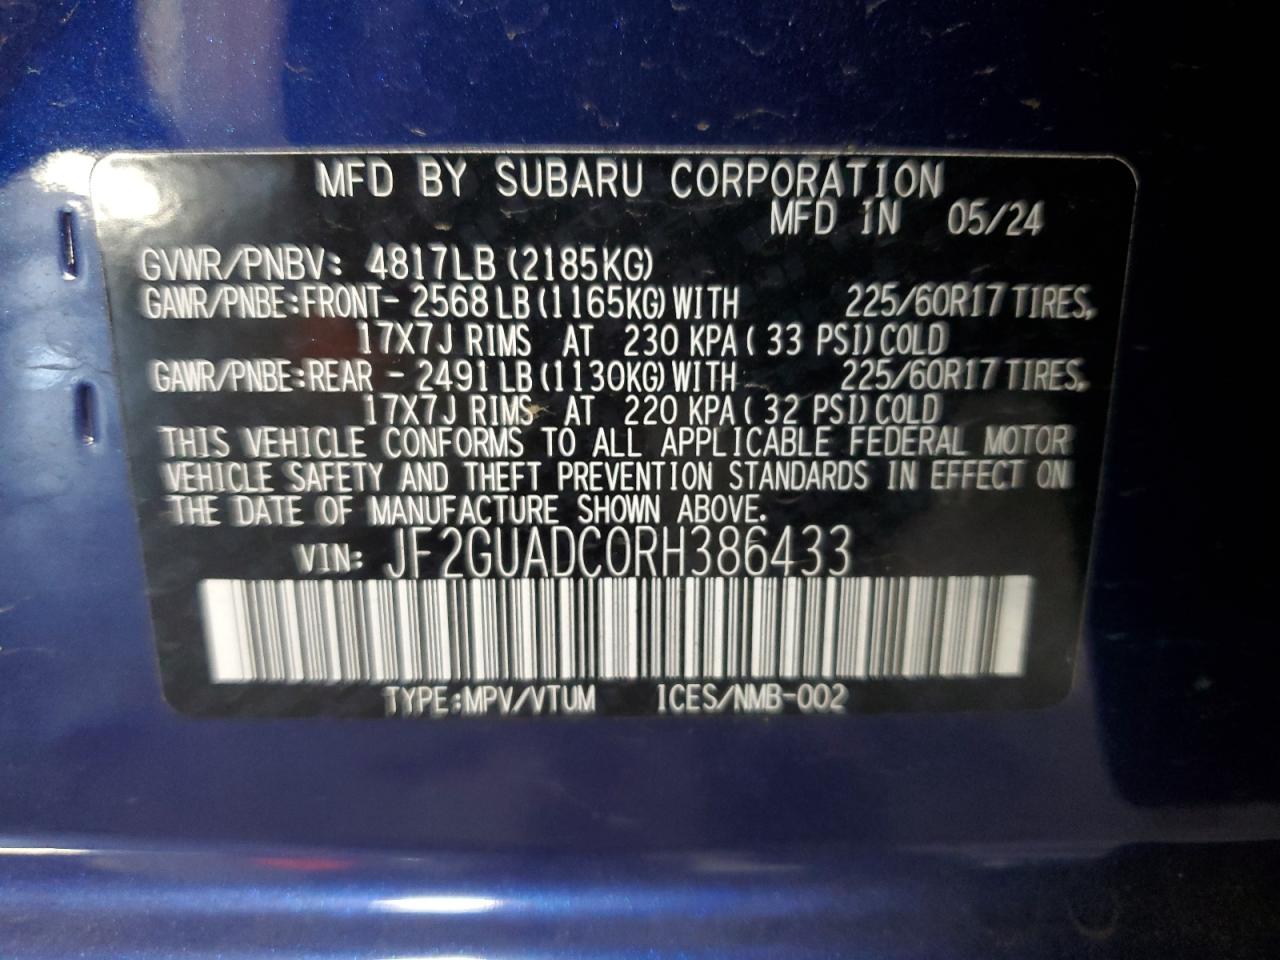 MFD BY SUBARU CORPORATION
MFD IN 05/24
GVWR/PNBV: 4817LB (2185KG)
GAWR/PNBE:FRONT- 2568 LB (1165KG) WITH 225/60R17 TIRES,
17X7J RIMS AT 230 KPA ( 33 PSI) COLD
GAWR/PNBE:REAR - 2491 LB (1130KG) WITH 225/60R17 TIRES,
17X7J RIMS AT 220 KPA ( 32 PSI) COLD
THIS VEHICLE CONFORMS TO ALL APPLICABLE FEDERAL MOTOR
VEHICLE SAFETY AND THEFT PREVENTION STANDARDS IN EFFECT ON
THE DATE OF MANUFACTURE SHOWN ABOVE.
VIN: JF2GUADC0RH386433
TYPE:MPV/VTUM ICES/NMB-002